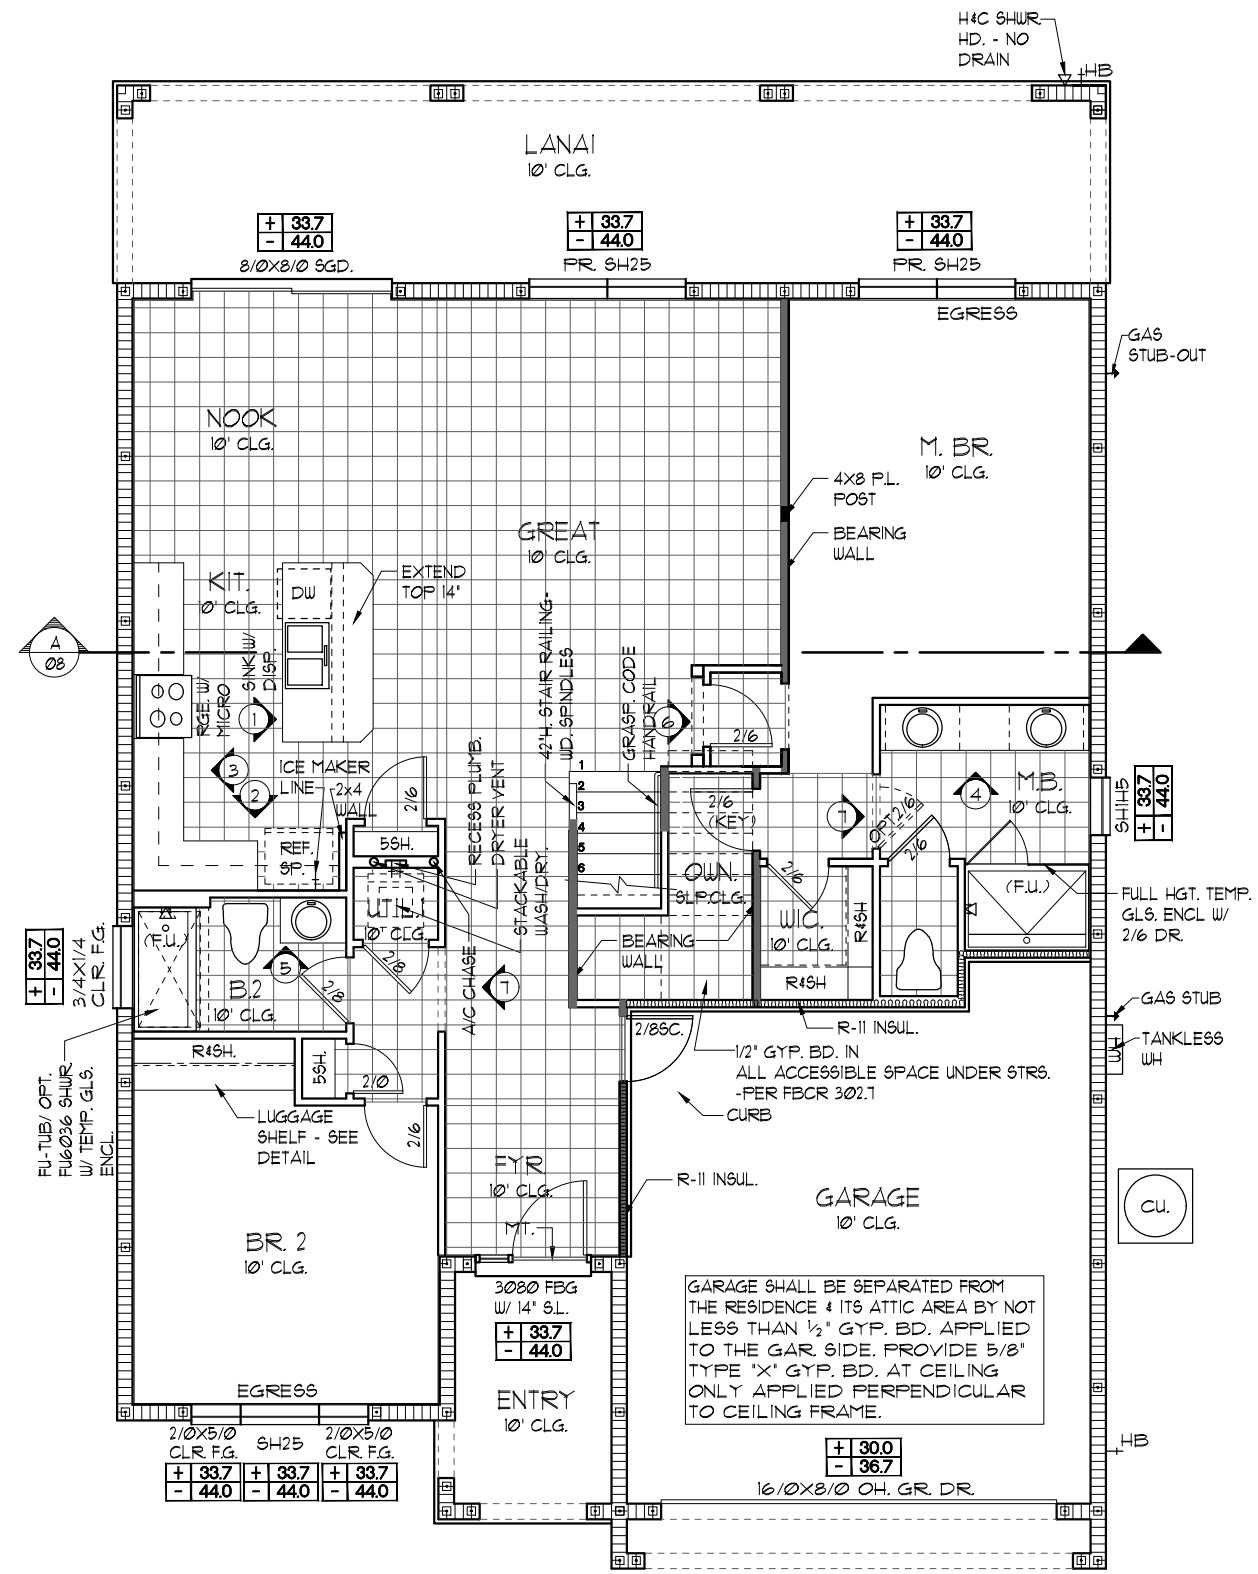 H&C SHWR.
HD. - NO
DRAIN
HB
LANAI
10' CLG.
+ 33.7
- 44.0
8/0X8/0 SGD.
+ 33.7
- 44.0
PR. SH25
+ 33.7
- 44.0
PR. SH25
EGRESS
GAS
STUB-OUT
NOOK
10' CLG.
M. BR.
10' CLG.
4X8 P.L.
POST
BEARING
WALL
GREAT
10' CLG.
KIT.
10' CLG.
DW
EXTEND
TOP 14"
A
08
SINK W/
DISP.
RGE. W/
MICRO
1
3
2
ICE MAKER
LINE
2x4
WALL
2/6
5SH.
REF.
SP.
42"H. STAIR RAILING-
WD. SPINDLES
GRASP. CODE
HANDRAIL
6
2/6
RECESS PLUMB.
DRYER VENT
STACKABLE
WASH/DRY.
1
2
3
4
5
6
2/6
(KEY)
OWN.
SLP.CLG.
7
OPT 2/6
2/6
4
M.B.
10' CLG.
SH1H5
+ 33.7
- 44.0
(F.U.)
FULL HGT. TEMP.
GLS. ENCL W/
2/6 DR.
2/6
W.I.C.
10' CLG.
R&SH
R&SH
UTIL.
10' CLG.
A/C CHASE
BEARING
WALL
7
+ 33.7
- 44.0
3/4X1/4
CLR. F.G.
(F.U.)
5
B.2
10' CLG.
2/8
2/8
R&SH.
5SH.
2/0
2/6
FU-TUB/ OPT.
FU6036 SHWR.
W/ TEMP. GLS.
ENCL.
LUGGAGE
SHELF - SEE
DETAIL
R-11 INSUL.
2/8SC.
1/2" GYP. BD. IN
ALL ACCESSIBLE SPACE UNDER STRS.
-PER FBCR 302.7
CURB
GAS STUB
TANKLESS
WH
WH
FYR
10' CLG.
R-11 INSUL.
MT.
GARAGE
10' CLG.
CU.
BR. 2
10' CLG.
3080 FBG
W/ 14" S.L.
+ 33.7
- 44.0
GARAGE SHALL BE SEPARATED FROM
THE RESIDENCE & ITS ATTIC AREA BY NOT
LESS THAN ½" GYP. BD. APPLIED
TO THE GAR. SIDE. PROVIDE 5/8"
TYPE "X" GYP. BD. AT CEILING
ONLY APPLIED PERPENDICULAR
TO CEILING FRAME.
EGRESS
ENTRY
10' CLG.
2/0X5/0
CLR. F.G.
SH25
2/0X5/0
CLR. F.G.
+ 33.7
- 44.0
+ 33.7
- 44.0
+ 33.7
- 44.0
+ 30.0
- 36.7
16/0X8/0 OH. GR. DR.
HB